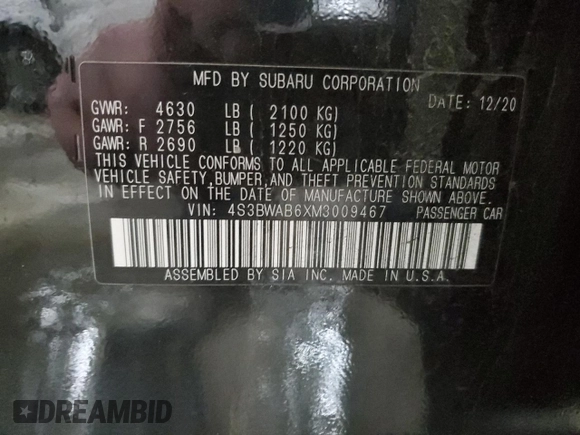 MFD BY SUBARU CORPORATION
DATE: 12/20
GVWR: 4630 LB ( 2100 KG)
GAWR: F 2756 LB ( 1250 KG)
GAWR: R 2690 LB ( 1220 KG)
THIS VEHICLE CONFORMS TO ALL APPLICABLE FEDERAL MOTOR
VEHICLE SAFETY, BUMPER, AND THEFT PREVENTION STANDARDS
IN EFFECT ON THE DATE OF MANUFACTURE SHOWN ABOVE.
VIN: 4S3BWAB6XM3009467 PASSENGER CAR
ASSEMBLED BY SIA INC. MADE IN U.S.A.
DREAMBID